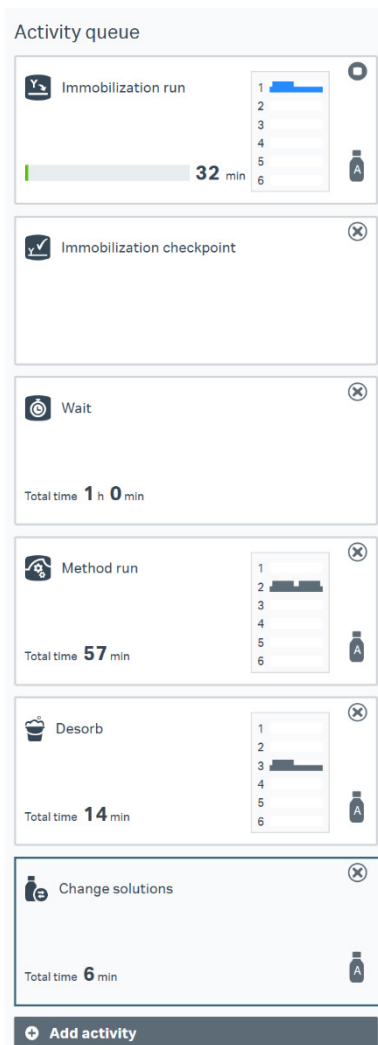 Activity queue
Immobilization run
1
2
3
4
5
6
32 min
A
Immobilization checkpoint
Wait
Total time 1 h 0 min
Method run
1
2
3
4
5
6
Total time 57 min
A
Desorb
1
2
3
4
5
6
Total time 14 min
A
Change solutions
Total time 6 min
A
Add activity